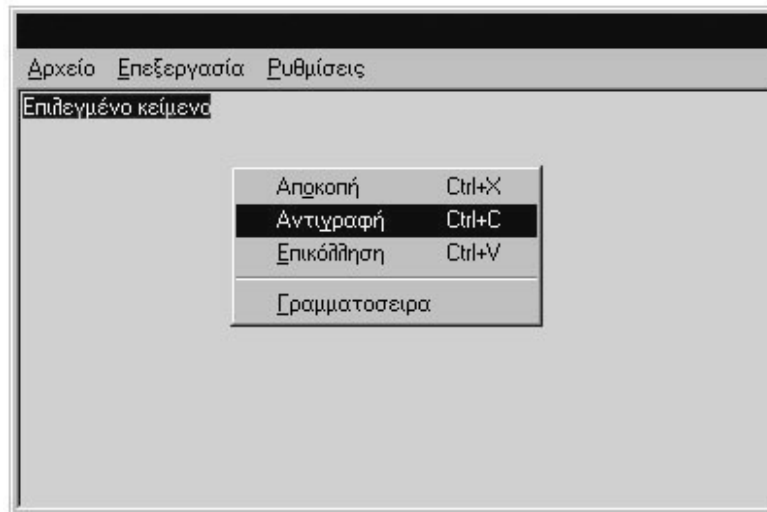 Αρχείο Επεξεργασία Ρυθμίσεις
Επιλεγμένο κείμενο
Αποκοπή Ctrl+X
Αντιγραφή Ctrl+C
Επικόλληση Ctrl+V
Γραμματοσειρα